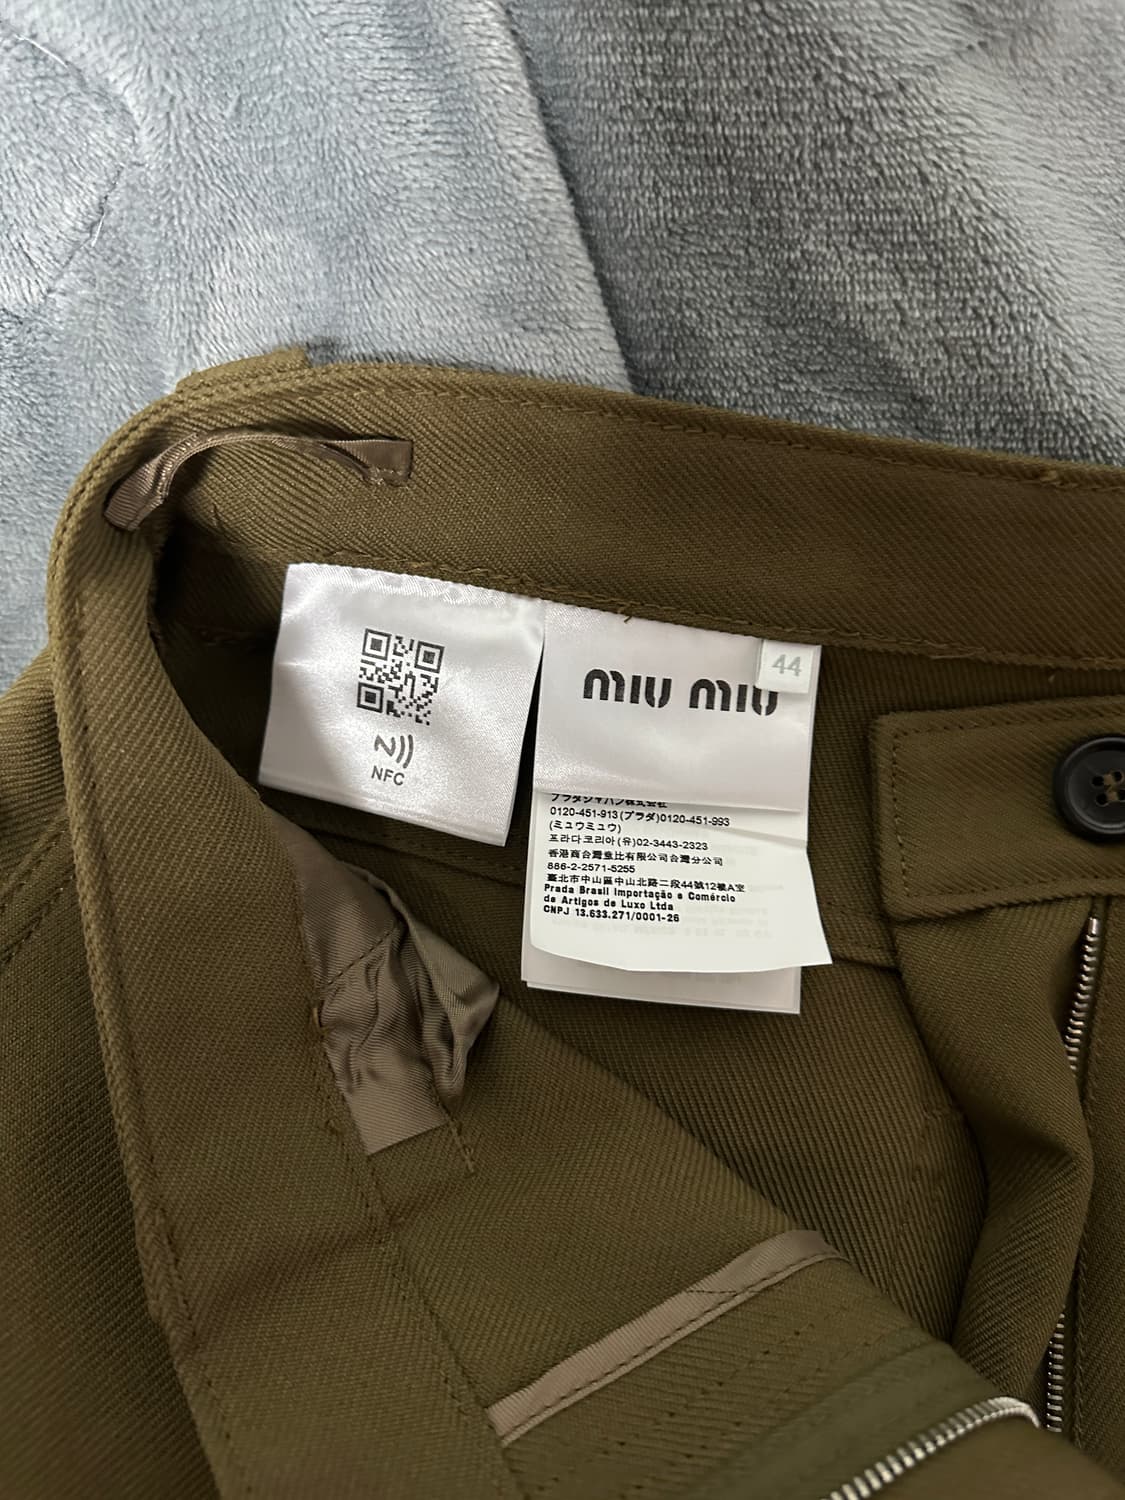 NFC
miu miu
44
プラダジャパン株式会社
0120-451-913(プラダ)0120-451-993
(ミュウミュウ)
프라다코리아(유)02-3443-2323
香港商台灣普比有限公司台灣分公司
886-2-2571-5255
臺北市中山區中山北路二段44號12樓A室
Prada Brasil Importação e Comércio
de Artigos de Luxo Ltda
CNPJ 13.633.271/0001-26